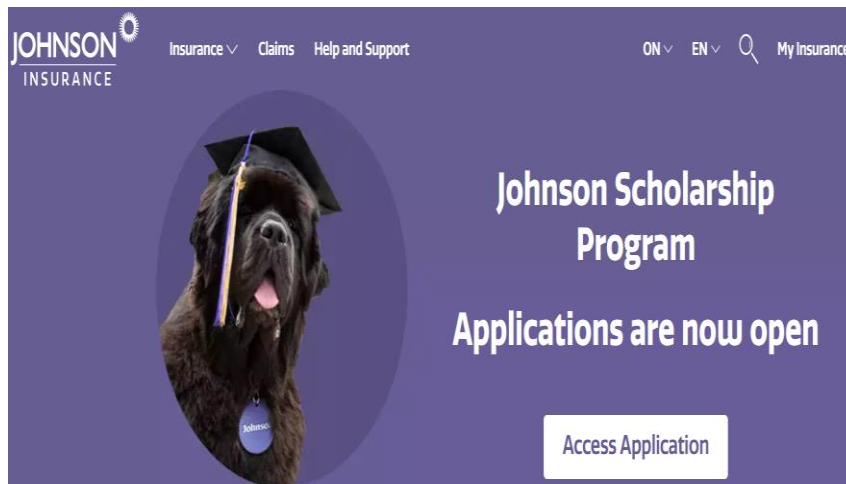 JOHNSON
INSURANCE
Insurance Claims Help and Support
ON EN My Insurance
Johnson Scholarship
Program
Applications are now open
Johnson
Access Application